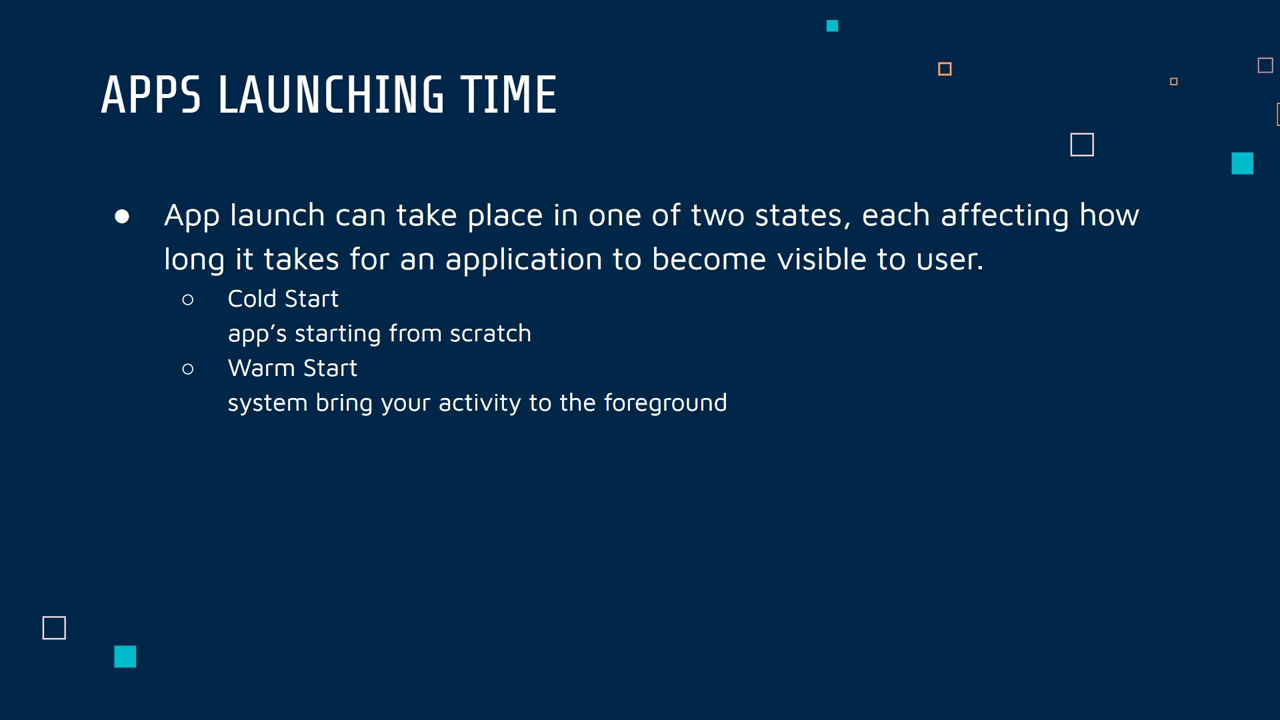 APPS LAUNCHING TIME
● App launch can take place in one of two states, each affecting how
long it takes for an application to become visible to user.
○ Cold Start
app’s starting from scratch
○ Warm Start
system bring your activity to the foreground